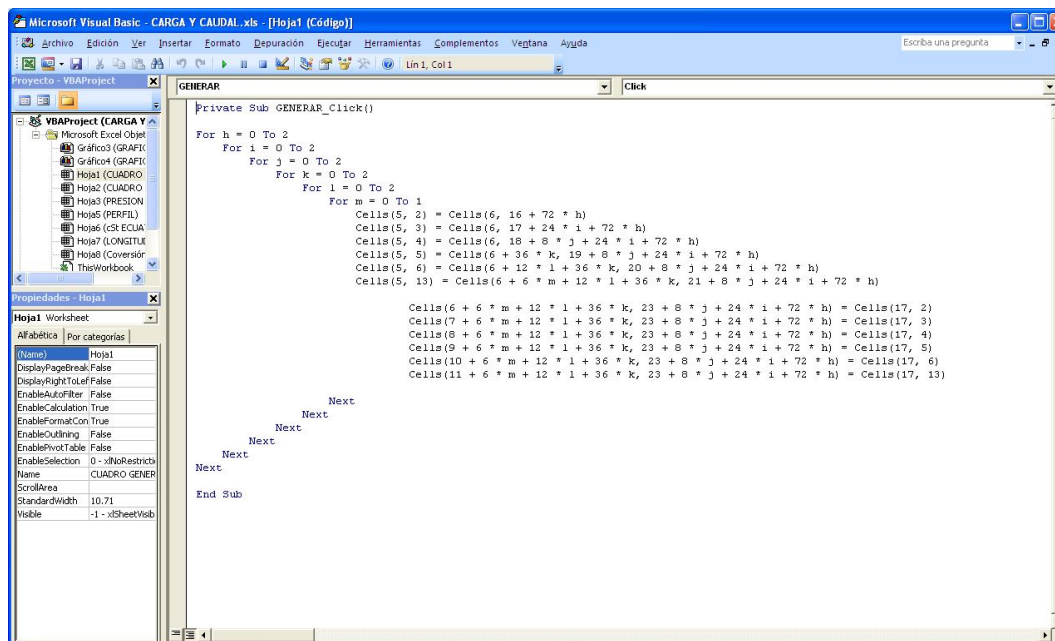 Microsoft Visual Basic - CARGA Y CAUDAL.xls - [Hoja1 (Código)]
Archivo Edición Ver Insertar Formato Depuración Ejecutar Herramientas Complementos Ventana Ayuda
Escriba una pregunta
Lín 1, Col 1
Proyecto - VBAProject
VBAProject (CARGA Y
Microsoft Excel Objet
Gráfico3 (GRAFIC
Gráfico4 (GRAFIC
Hoja1 (CUADRO
Hoja2 (CUADRO
Hoja3 (PRESION
Hoja5 (PERFIL)
Hoja6 (cSt ECUA
Hoja7 (LONGITUI
Hoja8 (Coversiór
ThisWorkbook
Propiedades - Hoja1
Hoja1 Worksheet
Alfabética Por categorías
(Name) Hoja1
DisplayPageBreak False
DisplayRightToLef False
EnableAutoFilter False
EnableCalculation True
EnableFormatCon True
EnableOutlining False
EnablePivotTable False
EnableSelection 0 - xlNoRestricti
Name CUADRO GENER
ScrollArea
StandardWidth 10.71
Visible -1 - xlSheetVisib
GENERAR
Click
Private Sub GENERAR_Click()
For h = 0 To 2
For i = 0 To 2
For j = 0 To 2
For k = 0 To 2
For l = 0 To 2
For m = 0 To 1
Cells(5, 2) = Cells(6, 16 + 72 * h)
Cells(5, 3) = Cells(6, 17 + 24 * i + 72 * h)
Cells(5, 4) = Cells(6, 18 + 8 * j + 24 * i + 72 * h)
Cells(5, 5) = Cells(6 + 36 * k, 19 + 8 * j + 24 * i + 72 * h)
Cells(5, 6) = Cells(6 + 12 * l + 36 * k, 20 + 8 * j + 24 * i + 72 * h)
Cells(5, 13) = Cells(6 + 6 * m + 12 * l + 36 * k, 21 + 8 * j + 24 * i + 72 * h)
Cells(6 + 6 * m + 12 * l + 36 * k, 23 + 8 * j + 24 * i + 72 * h) = Cells(17, 2)
Cells(7 + 6 * m + 12 * l + 36 * k, 23 + 8 * j + 24 * i + 72 * h) = Cells(17, 3)
Cells(8 + 6 * m + 12 * l + 36 * k, 23 + 8 * j + 24 * i + 72 * h) = Cells(17, 4)
Cells(9 + 6 * m + 12 * l + 36 * k, 23 + 8 * j + 24 * i + 72 * h) = Cells(17, 5)
Cells(10 + 6 * m + 12 * l + 36 * k, 23 + 8 * j + 24 * i + 72 * h) = Cells(17, 6)
Cells(11 + 6 * m + 12 * l + 36 * k, 23 + 8 * j + 24 * i + 72 * h) = Cells(17, 13)
Next
Next
Next
Next
Next
Next
End Sub